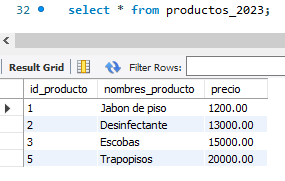 32 select * from productos_2023;
Result Grid Filter Rows:
id_producto nombres_producto precio
1 Jabon de piso 1200.00
2 Desinfectante 13000.00
3 Escobas 15000.00
5 Trapopisos 20000.00